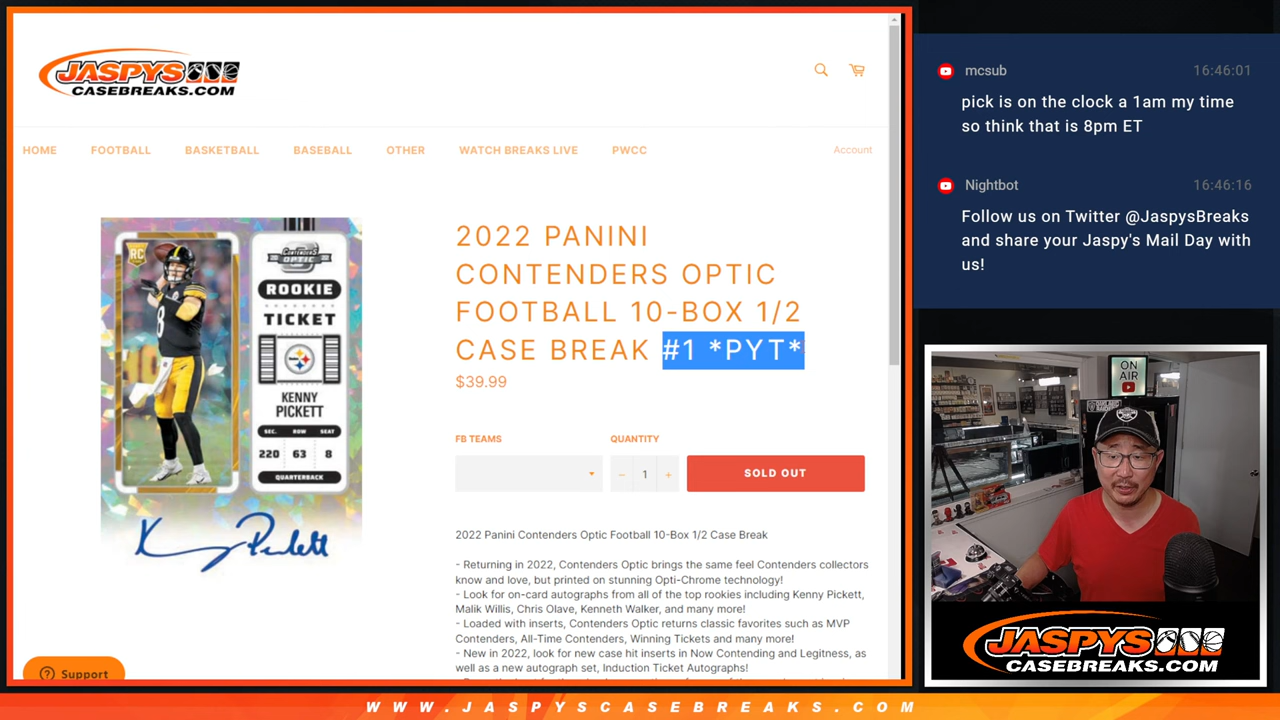 JASPYS
CASEBREAKS.COM
HOME
FOOTBALL
BASKETBALL
BASEBALL
OTHER
WATCH BREAKS LIVE
PWCC
Account
RC
CONTENDERS
OPTIC
ROOKIE
TICKET
KENNY
PICKETT
SEC. ROW SEAT
220 63 8
QUARTERBACK
2022 PANINI
CONTENDERS OPTIC
FOOTBALL 10-BOX 1/2
CASE BREAK #1 *PYT*
$39.99
FB TEAMS
QUANTITY
− 1 +
SOLD OUT
2022 Panini Contenders Optic Football 10-Box 1/2 Case Break
- Returning in 2022, Contenders Optic brings the same feel Contenders collectors
know and love, but printed on stunning Opti-Chrome technology!
- Look for on-card autographs from all of the top rookies including Kenny Pickett,
Malik Willis, Chris Olave, Kenneth Walker, and many more!
- Loaded with inserts, Contenders Optic returns classic favorites such as MVP
Contenders, All-Time Contenders, Winning Tickets and many more!
- New in 2022, look for new case hit inserts in Now Contending and Legitness, as
well as a new autograph set, Induction Ticket Autographs!
Support
mcsub 16:46:01
pick is on the clock a 1am my time
so think that is 8pm ET
Nightbot 16:46:16
Follow us on Twitter @JaspysBreaks
and share your Jaspy's Mail Day with
us!
ON
AIR
JASPYS
CASEBREAKS.COM
WWW.JASPYSCASEBREAKS.COM